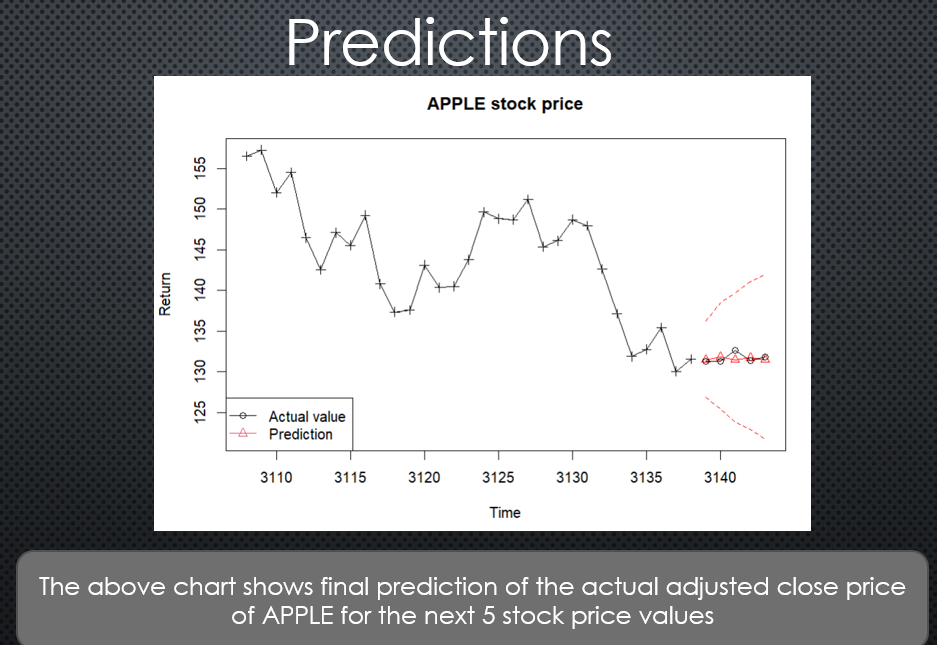 Predictions
APPLE stock price
Return
155
150
145
140
135
130
125
Actual value
Prediction
3110 3115 3120 3125 3130 3135 3140
Time
The above chart shows final prediction of the actual adjusted close price
of APPLE for the next 5 stock price values